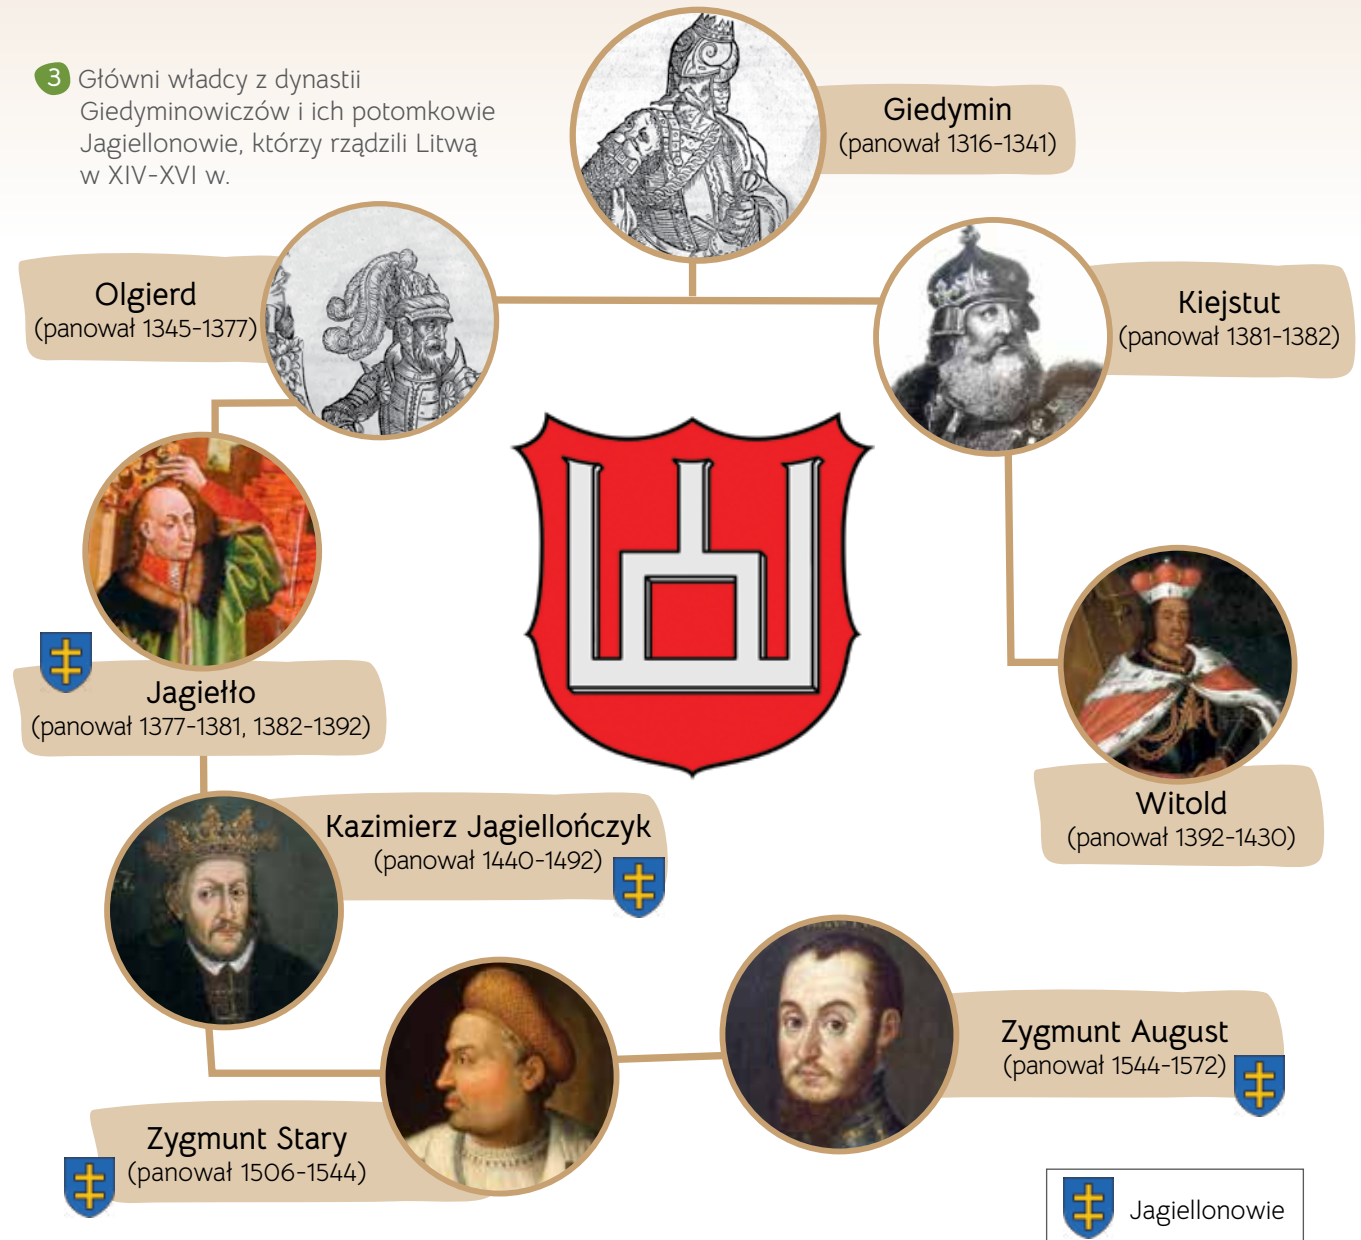 3 Główni władcy z dynastii
Giedyminowiczów i ich potomkowie
Jagiellonowie, którzy rządzili Litwą
w XIV-XVI w.
Giedymin
(panował 1316-1341)
Olgierd
(panował 1345-1377)
Kiejstut
(panował 1381-1382)
Jagiełło
(panował 1377-1381, 1382-1392)
Witold
(panował 1392-1430)
Kazimierz Jagiellończyk
(panował 1440-1492)
Zygmunt August
(panował 1544-1572)
Zygmunt Stary
(panował 1506-1544)
Jagiellonowie